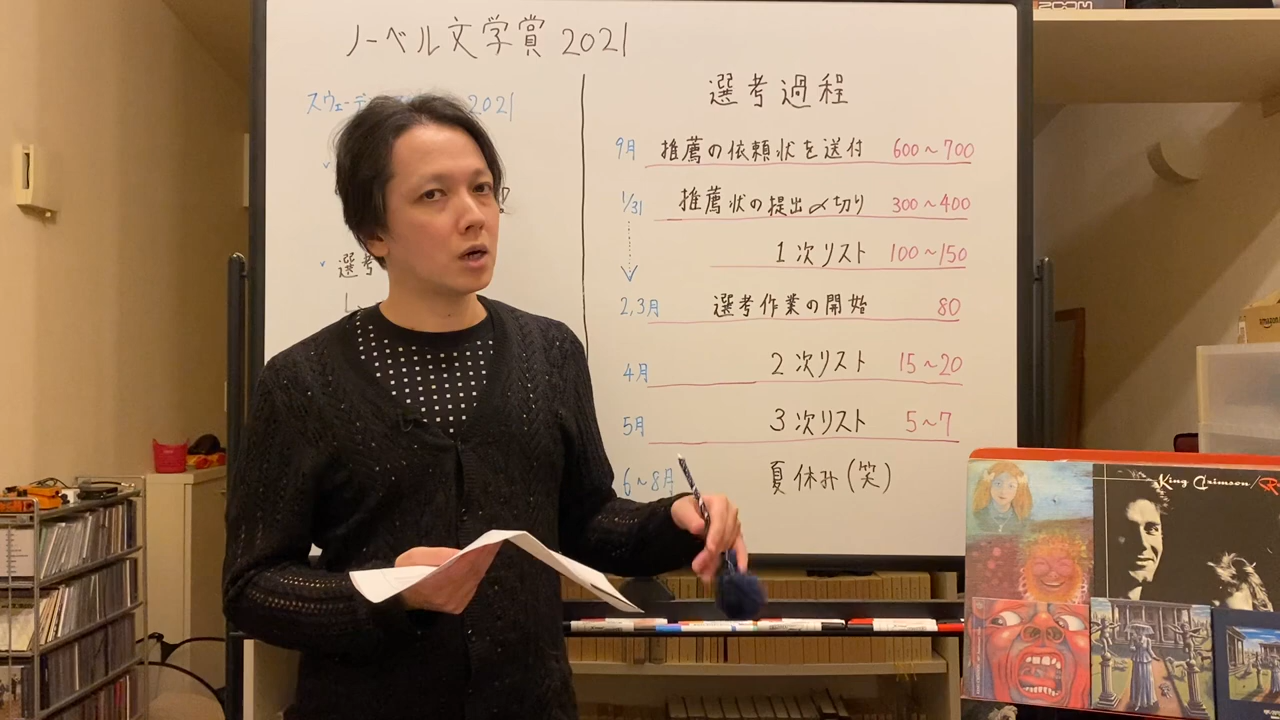 ノーベル文学賞 2021
スウェーデ 2021
選考
選考過程
9月 推薦の依頼状を送付 600～700
1/31 推薦状の提出〆切り 300～400
1次リスト 100～150
2,3月 選考作業の開始 80
4月 2次リスト 15～20
5月 3次リスト 5～7
6～8月 夏休み(笑)
ZOOM
amazon
King Crimson/R